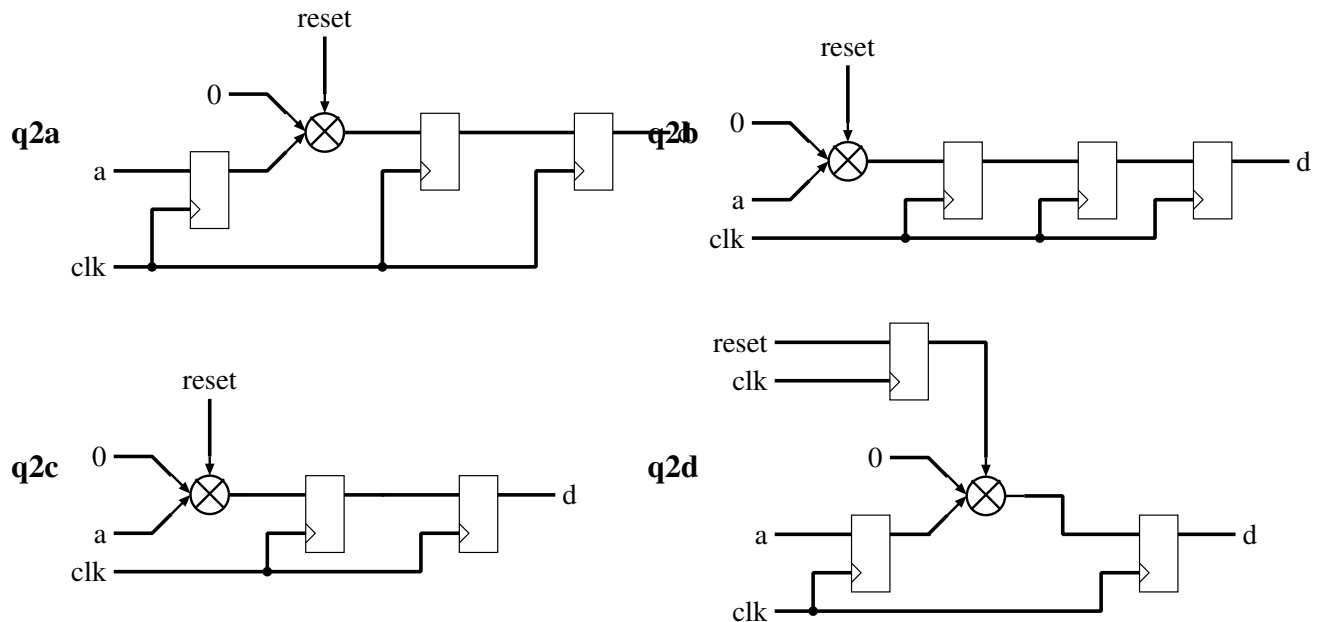 reset
0
q2a
a
d
clk
reset
0
q2b
a
d
clk
reset
0
q2c
a
d
clk
reset
clk
0
q2d
a
d
clk